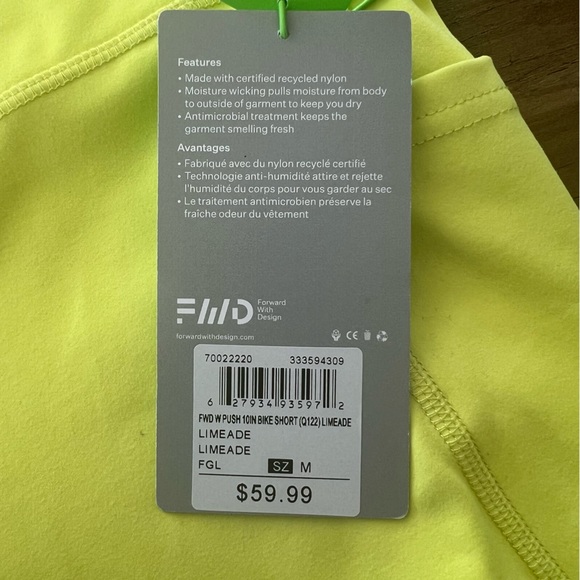 Features
• Made with certified recycled nylon
• Moisture wicking pulls moisture from body
to outside of garment to keep you dry
• Antimicrobial treatment keeps the
garment smelling fresh
Avantages
• Fabriqué avec du nylon recyclé certifié
• Technologie anti-humidité attire et rejette
l'humidité du corps pour vous garder au sec
• Le traitement antimicrobien préserve la
fraîche odeur du vêtement
FWD Forward
With
Design
forwardwithdesign.com
CE
70022220 333594309
6 27934 93597 2
FWD W PUSH 10IN BIKE SHORT (Q122) LIMEADE
LIMEADE
LIMEADE
FGL SZ M
$59.99